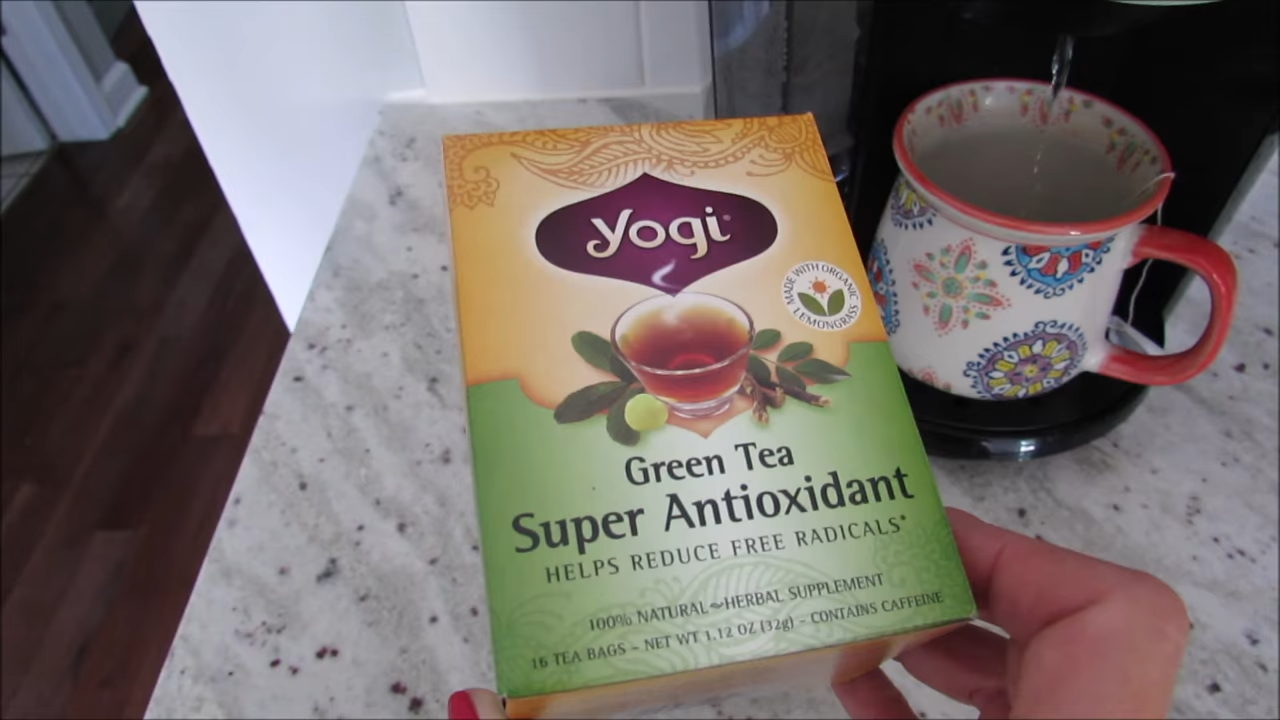 yogi®
MADE WITH ORGANIC
LEMONGRASS
Green Tea
Super Antioxidant
HELPS REDUCE FREE RADICALS*
100% NATURAL~HERBAL SUPPLEMENT
16 TEA BAGS – NET WT 1.12 OZ (32g) – CONTAINS CAFFEINE